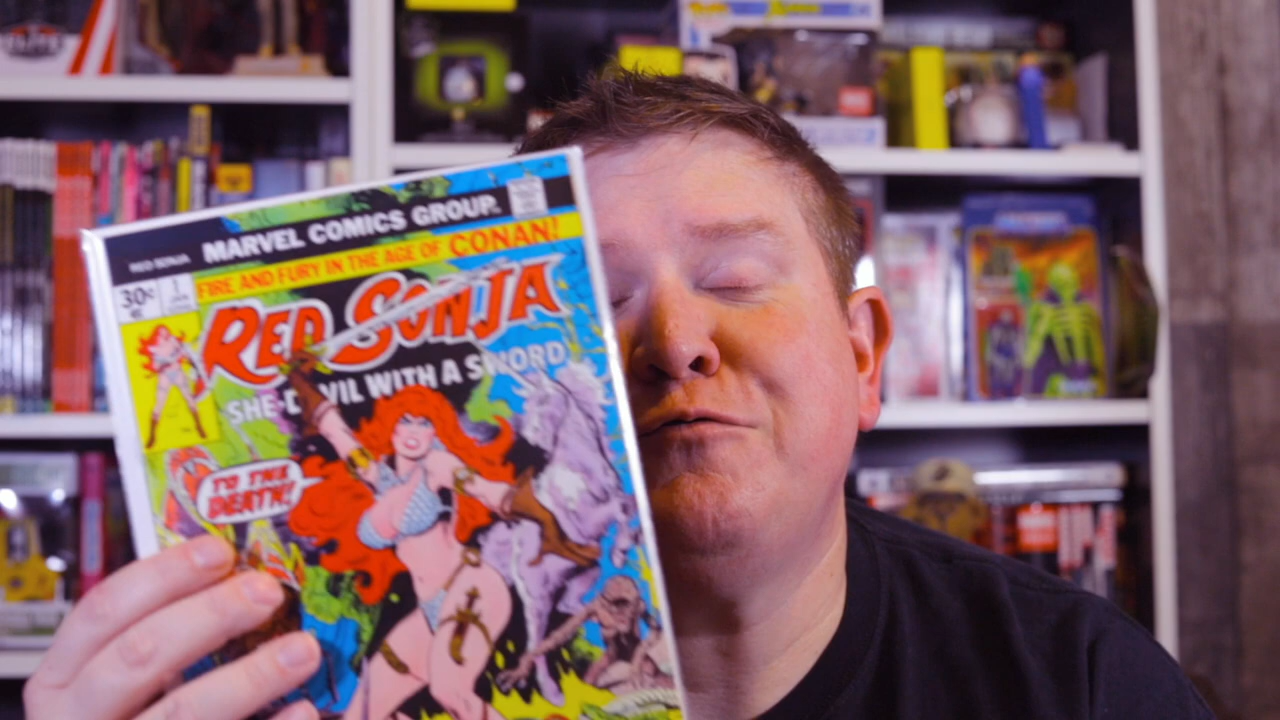 MARVEL COMICS GROUP.
RED SONJA
FIRE AND FURY IN THE AGE OF CONAN!
30¢
1
JAN
RED SONJA
SHE-DEVIL WITH A SWORD
TO THE
DEATH!